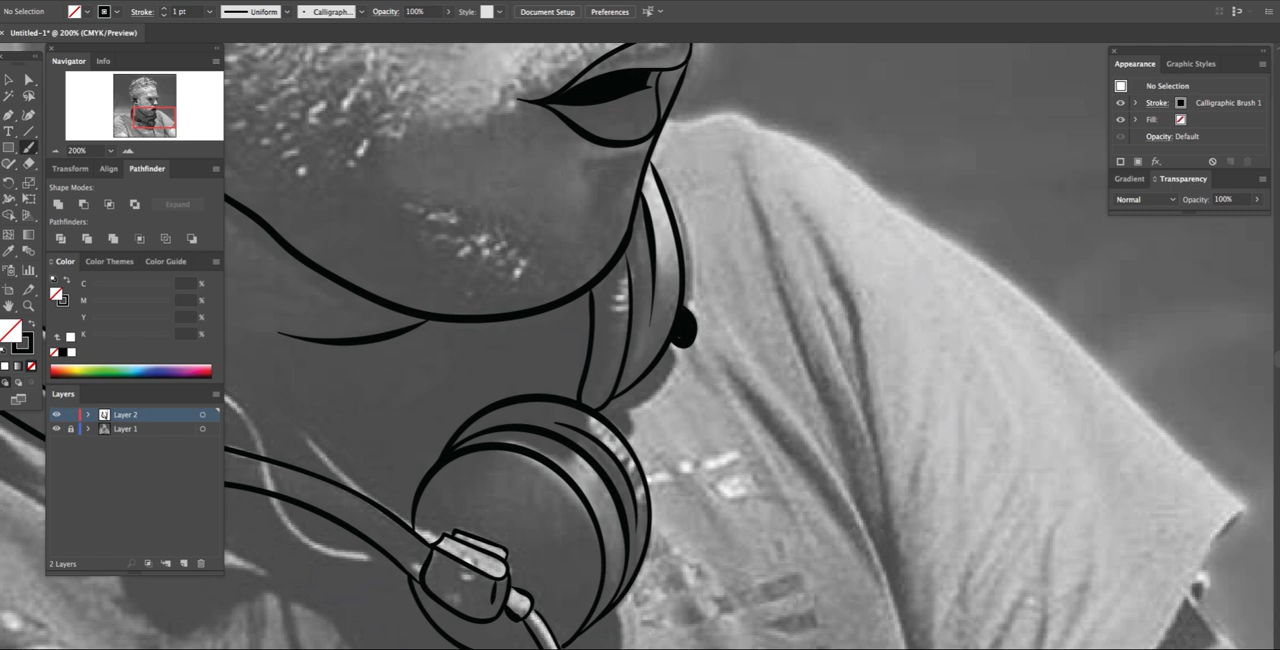 No Selection
Stroke:
1 pt
Uniform
Calligraph...
Opacity:
100%
Style:
Document Setup
Preferences
Untitled-1* @ 200% (CMYK/Preview)
Navigator
Info
200%
Transform
Align
Pathfinder
Shape Modes:
Expand
Pathfinders:
Color
Color Themes
Color Guide
C
%
M
%
Y
%
K
%
Layers
Layer 2
Layer 1
2 Layers
Appearance
Graphic Styles
No Selection
Stroke:
Calligraphic Brush 1
Fill:
Opacity: Default
fx
Gradient
Transparency
Normal
Opacity:
100%